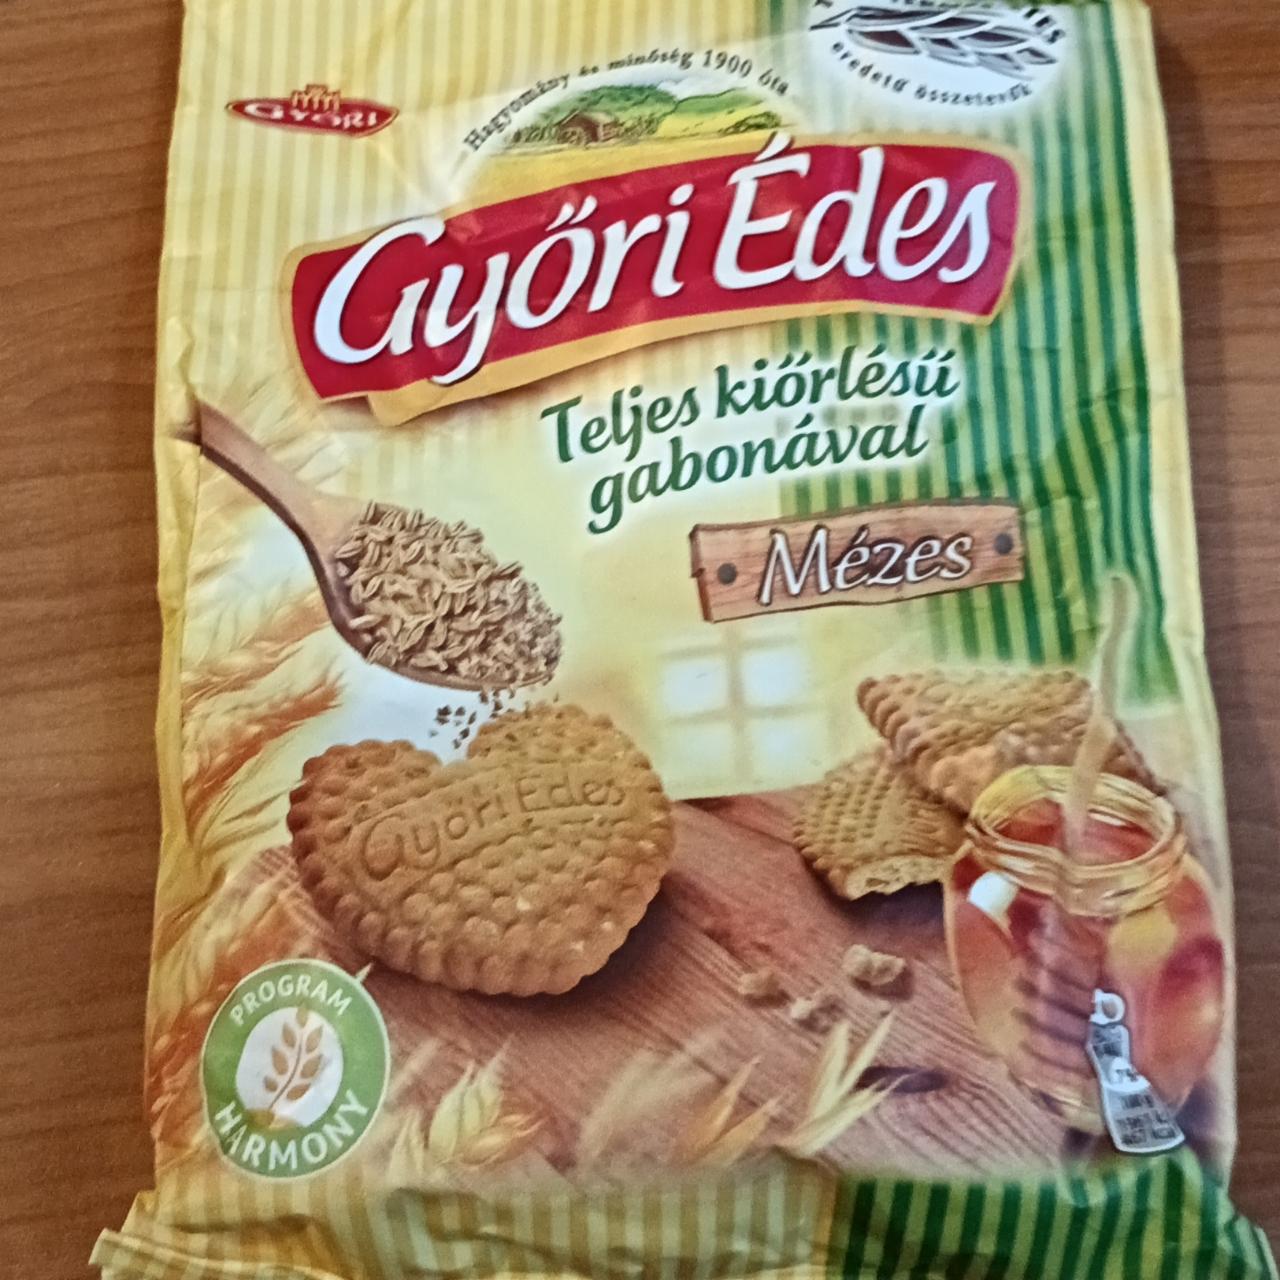 GYŐRI
Hagyomány és minőség 1900 óta
eredetű összetevők
Győri Édes
Teljes kiőrlésű
gabonával
Mézes
Győri Édes
PROGRAM
HARMONY